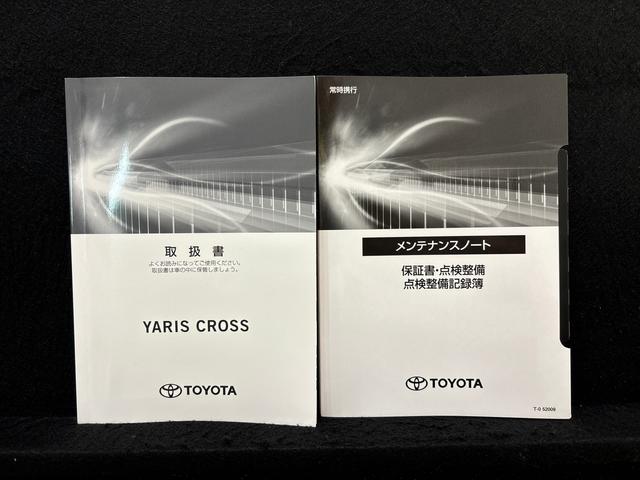 取扱書
よくお読みになってご使用ください。
取扱書は車の中に保管しましょう。
YARIS CROSS
TOYOTA
常時携行
メンテナンスノート
保証書・点検整備
点検整備記録簿
TOYOTA
T-0 52009